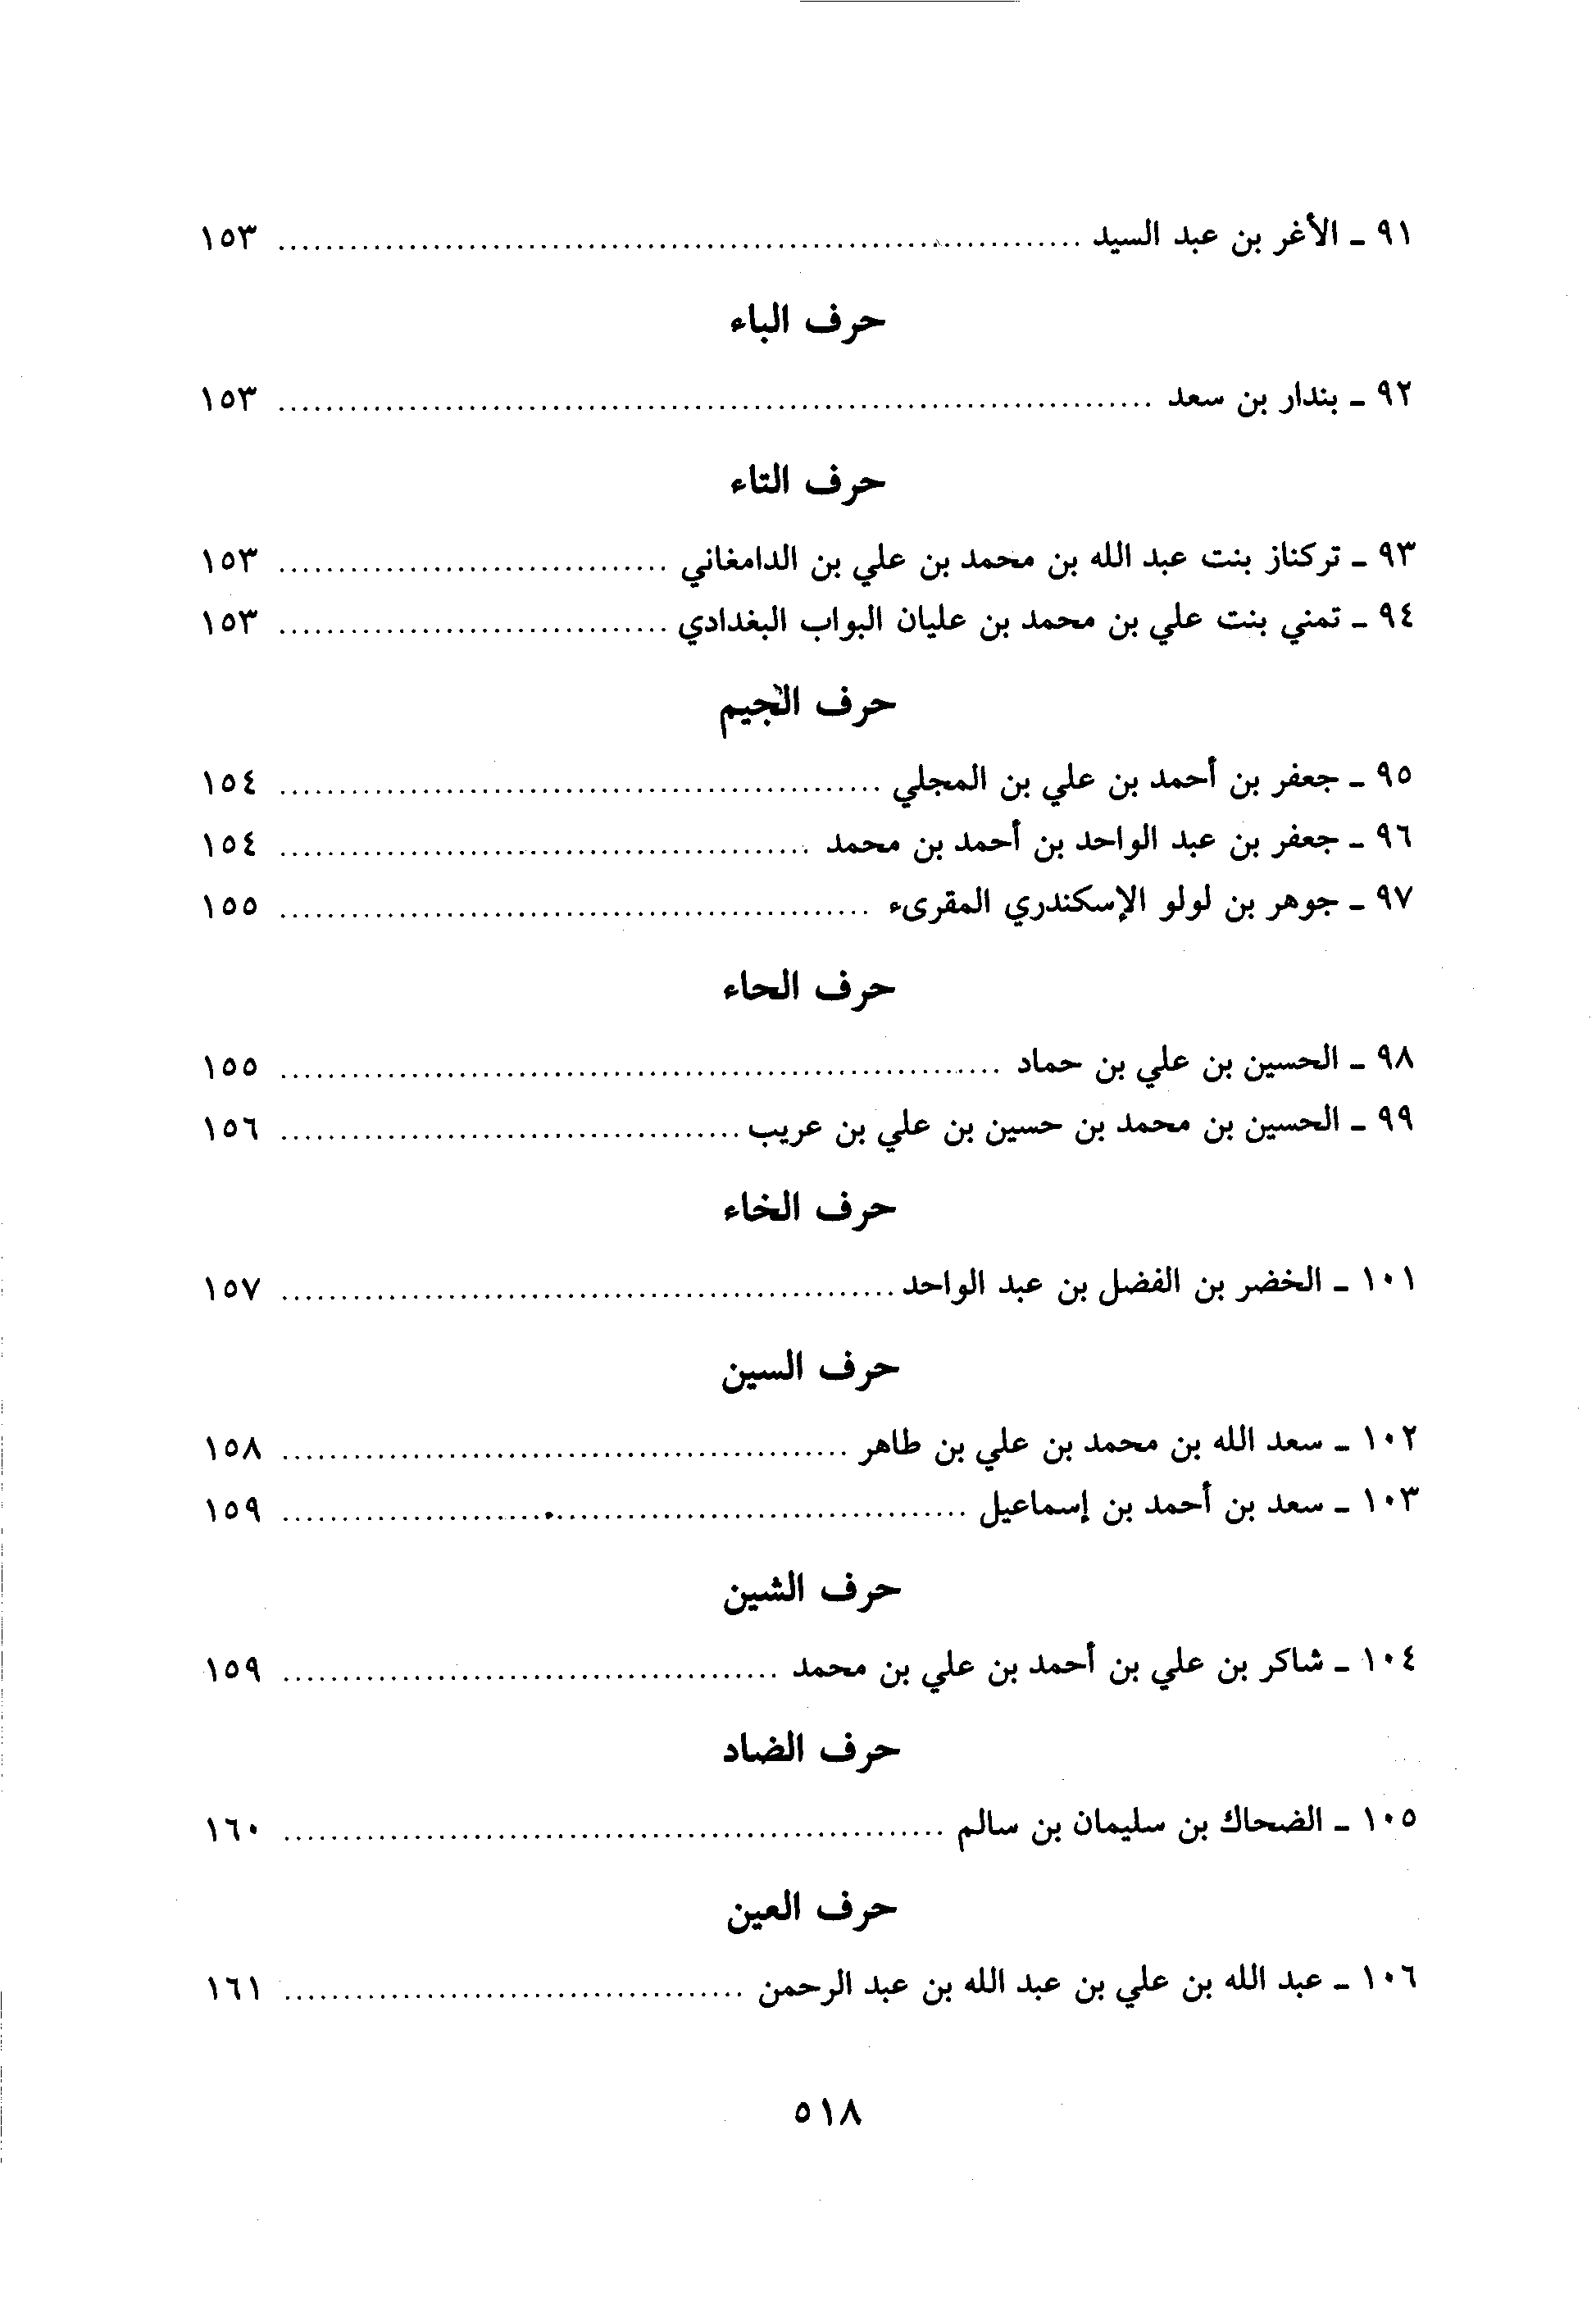 ٩١ ـ الأغر بن عبد السيد ........ ١٥٣
حرف الباء
٩٢ ـ بندار بن سعد ........ ١٥٣
حرف التاء
٩٣ ـ تركناز بنت عبد الله بن محمد بن علي بن الدامغاني ........ ١٥٣
٩٤ ـ تمني بنت علي بن محمد بن عليان البواب البغدادي ........ ١٥٣
حرف الجيم
٩٥ ـ جعفر بن أحمد بن علي بن المجلي ........ ١٥٤
٩٦ ـ جعفر بن عبد الواحد بن أحمد بن محمد ........ ١٥٤
٩٧ ـ جوهر بن لولو الإسكندري المقرىء ........ ١٥٥
حرف الحاء
٩٨ ـ الحسين بن علي بن حماد ........ ١٥٥
٩٩ ـ الحسين بن محمد بن حسين بن علي بن عريب ........ ١٥٦
حرف الخاء
١٠١ ـ الخضر بن الفضل بن عبد الواحد ........ ١٥٧
حرف السين
١٠٢ ـ سعد الله بن محمد بن علي بن طاهر ........ ١٥٨
١٠٣ ـ سعد بن أحمد بن إسماعيل ........ ١٥٩
حرف الشين
١٠٤ ـ شاكر بن علي بن أحمد بن علي بن محمد ........ ١٥٩
حرف الضاد
١٠٥ ـ الضحاك بن سليمان بن سالم ........ ١٦٠
حرف العين
١٠٦ ـ عبد الله بن علي بن عبد الله بن عبد الرحمن ........ ١٦١
٥١٨